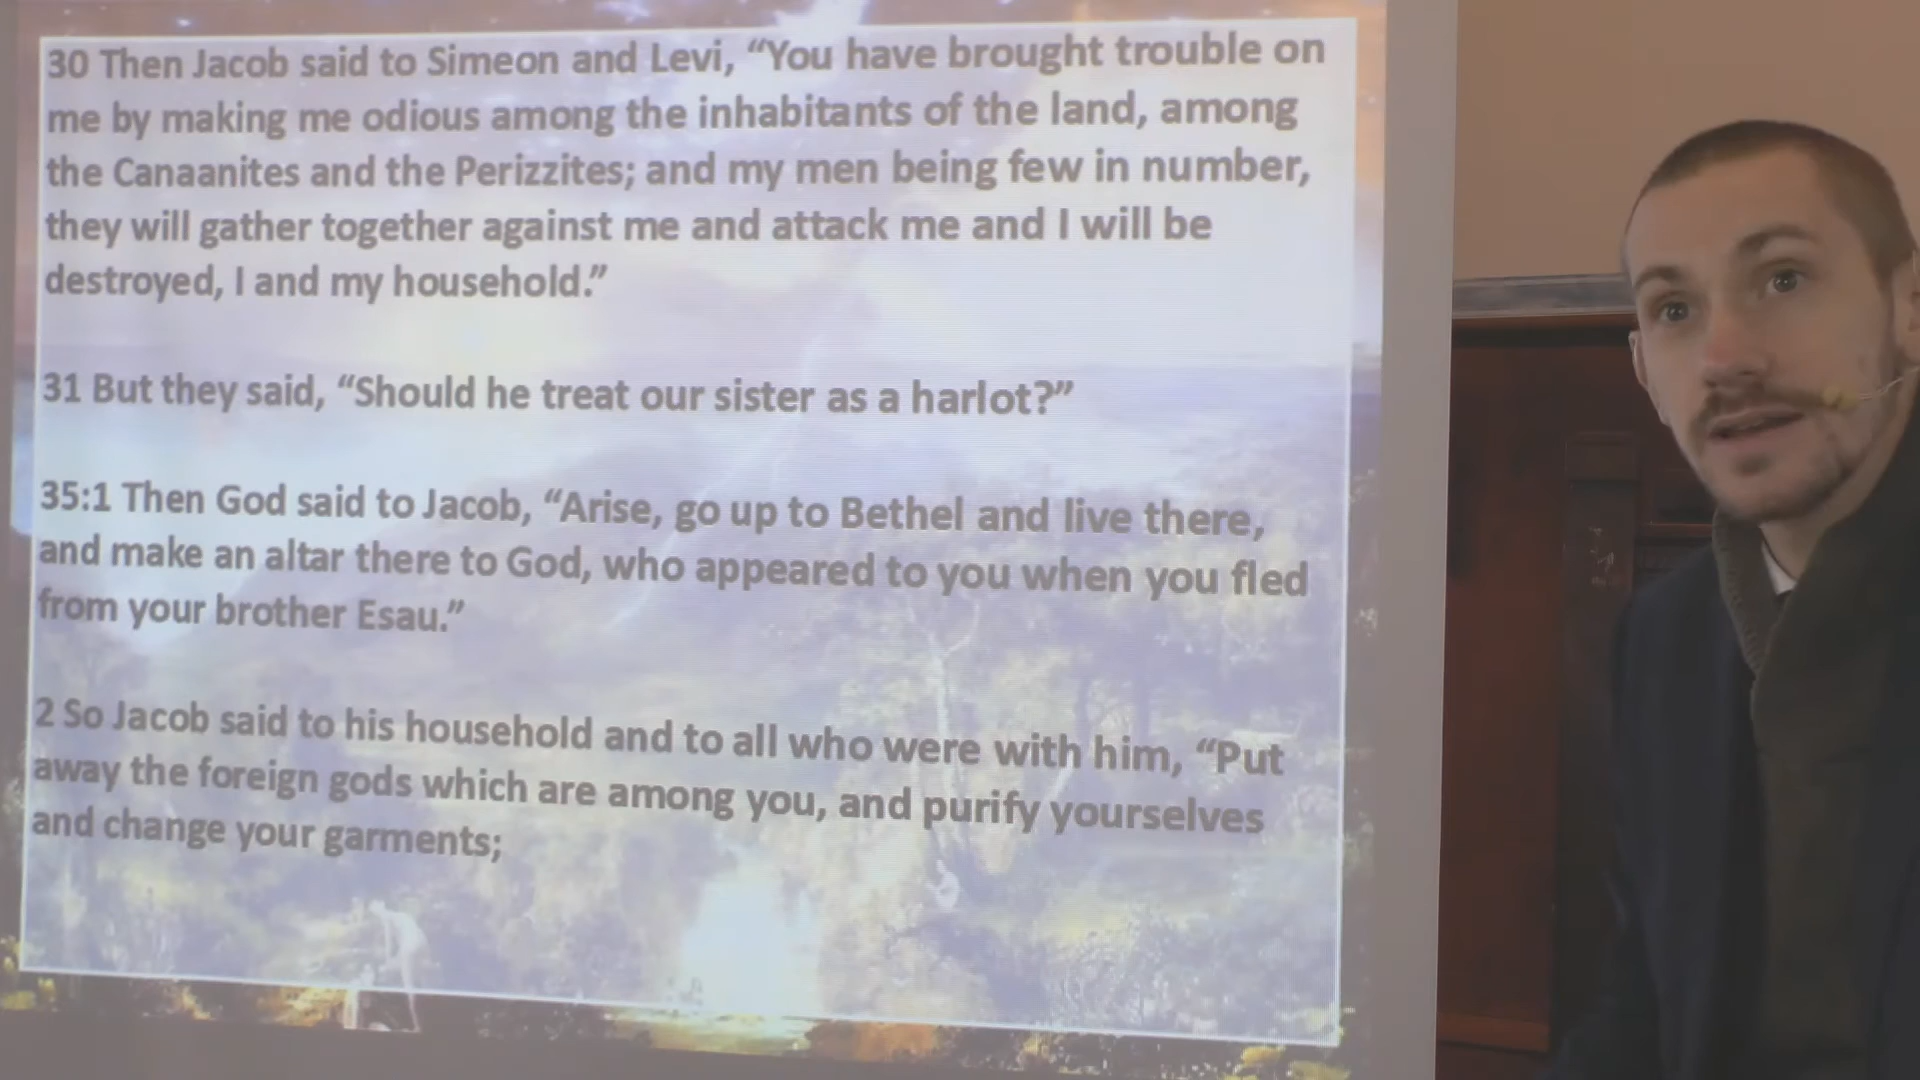 30 Then Jacob said to Simeon and Levi, “You have brought trouble on
me by making me odious among the inhabitants of the land, among
the Canaanites and the Perizzites; and my men being few in number,
they will gather together against me and attack me and I will be
destroyed, I and my household.”
31 But they said, “Should he treat our sister as a harlot?”
35:1 Then God said to Jacob, “Arise, go up to Bethel and live there,
and make an altar there to God, who appeared to you when you fled
from your brother Esau.”
2 So Jacob said to his household and to all who were with him, “Put
away the foreign gods which are among you, and purify yourselves
and change your garments;